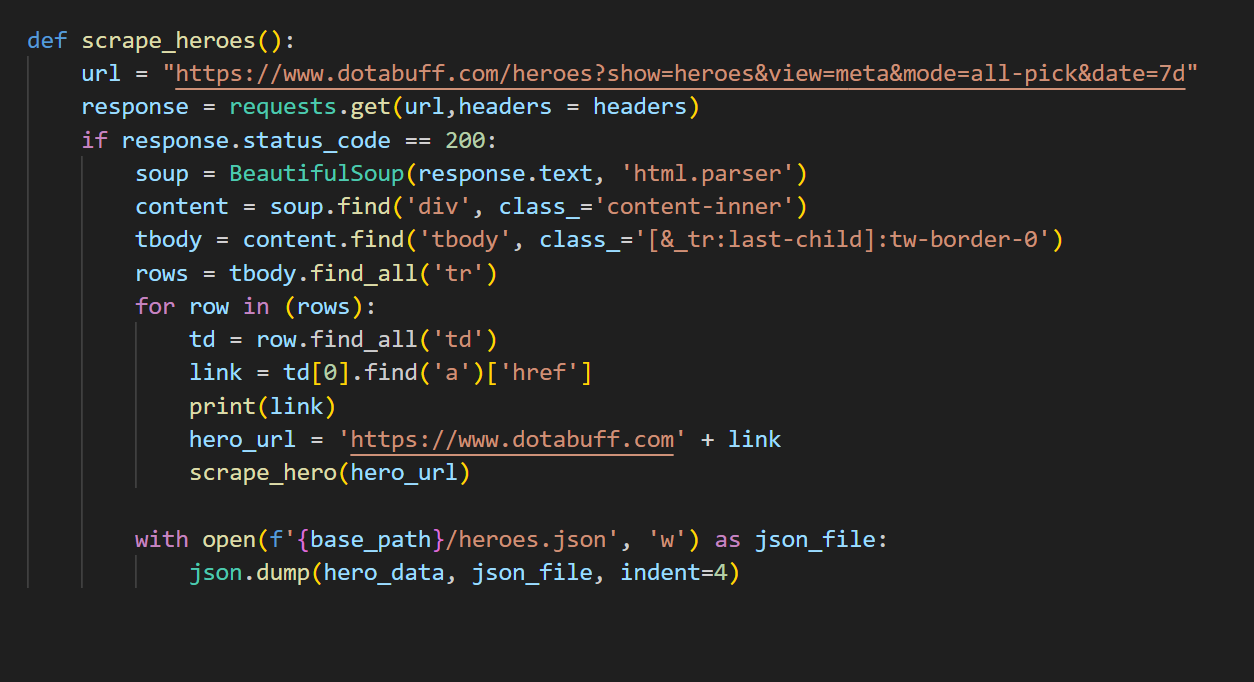 def scrape_heroes():
    url = "https://www.dotabuff.com/heroes?show=heroes&view=meta&mode=all-pick&date=7d"
    response = requests.get(url,headers = headers)
    if response.status_code == 200:
        soup = BeautifulSoup(response.text, 'html.parser')
        content = soup.find('div', class_='content-inner')
        tbody = content.find('tbody', class_='[&_tr:last-child]:tw-border-0')
        rows = tbody.find_all('tr')
        for row in (rows):
            td = row.find_all('td')
            link = td[0].find('a')['href']
            print(link)
            hero_url = 'https://www.dotabuff.com' + link
            scrape_hero(hero_url)

        with open(f'{base_path}/heroes.json', 'w') as json_file:
            json.dump(hero_data, json_file, indent=4)